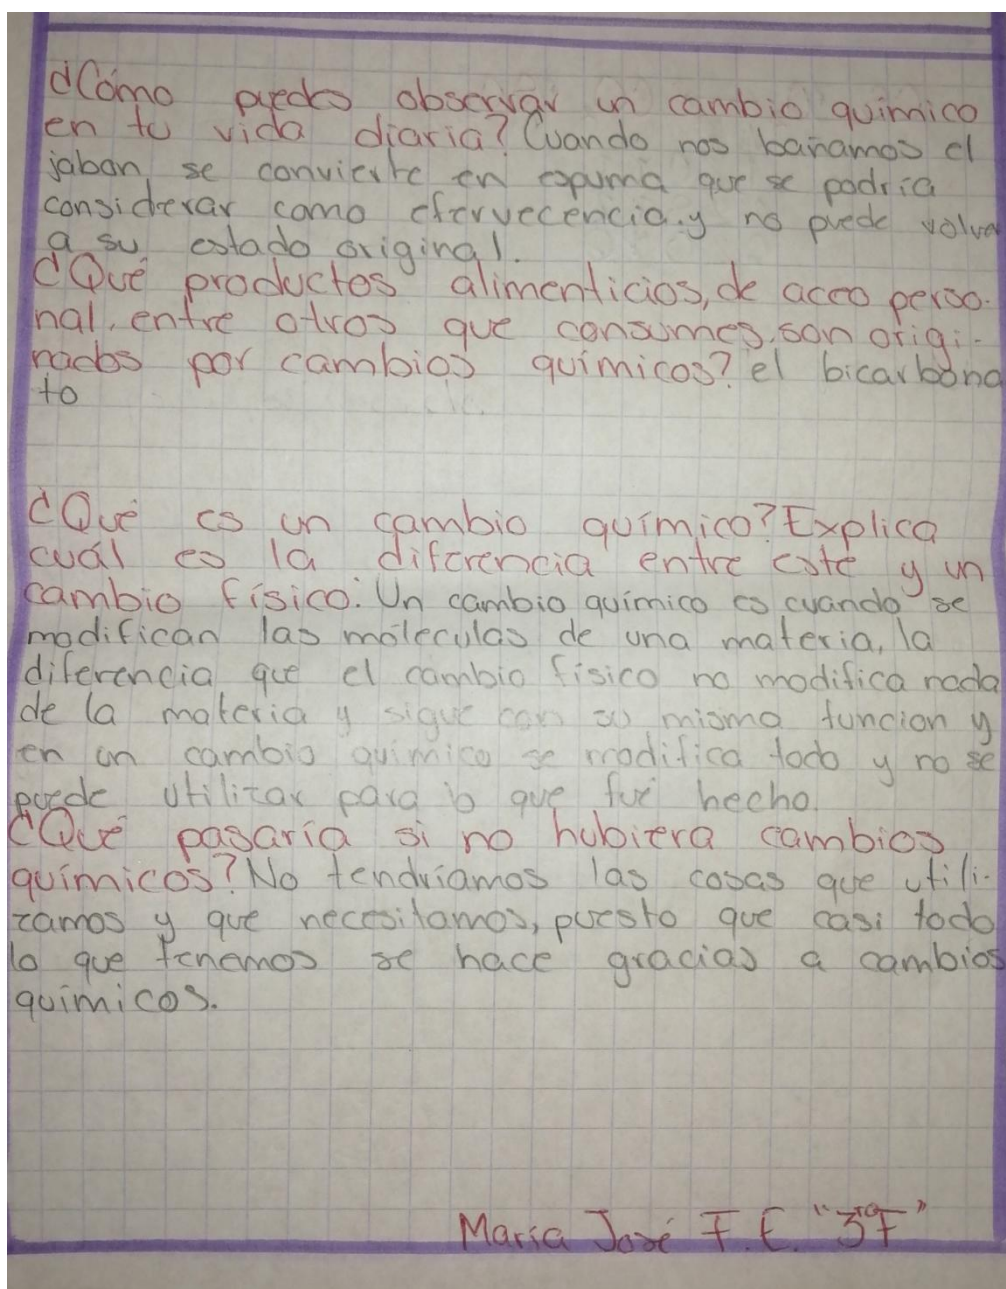 ¿Cómo puedes observar un cambio químico
en tu vida diaria? Cuando nos bañamos el
jabon se convierte en espuma que se podría
considerar como efervecencia y no puede volver
a su estado original.
¿Qué productos alimenticios, de aceo perso-
nal, entre otros que consumes, son origi-
nados por cambios químicos? el bicarbona
to
¿Qué es un cambio químico? Explica
cuál es la diferencia entre este y un
cambio físico: Un cambio químico es cuando se
modifican las moleculas de una materia, la
diferencia que el cambio físico no modifica nada
de la materia y sigue con su misma funcion y
en un cambio químico se modifica todo y no se
puede utilizar para lo que fué hecho.
¿Qué pasaría si no hubiera cambios
químicos? No tendríamos las cosas que utili-
zamos y que necesitamos, puesto que casi todo
lo que tenemos se hace gracias a cambios
químicos.
María José F.E. "3ro F"